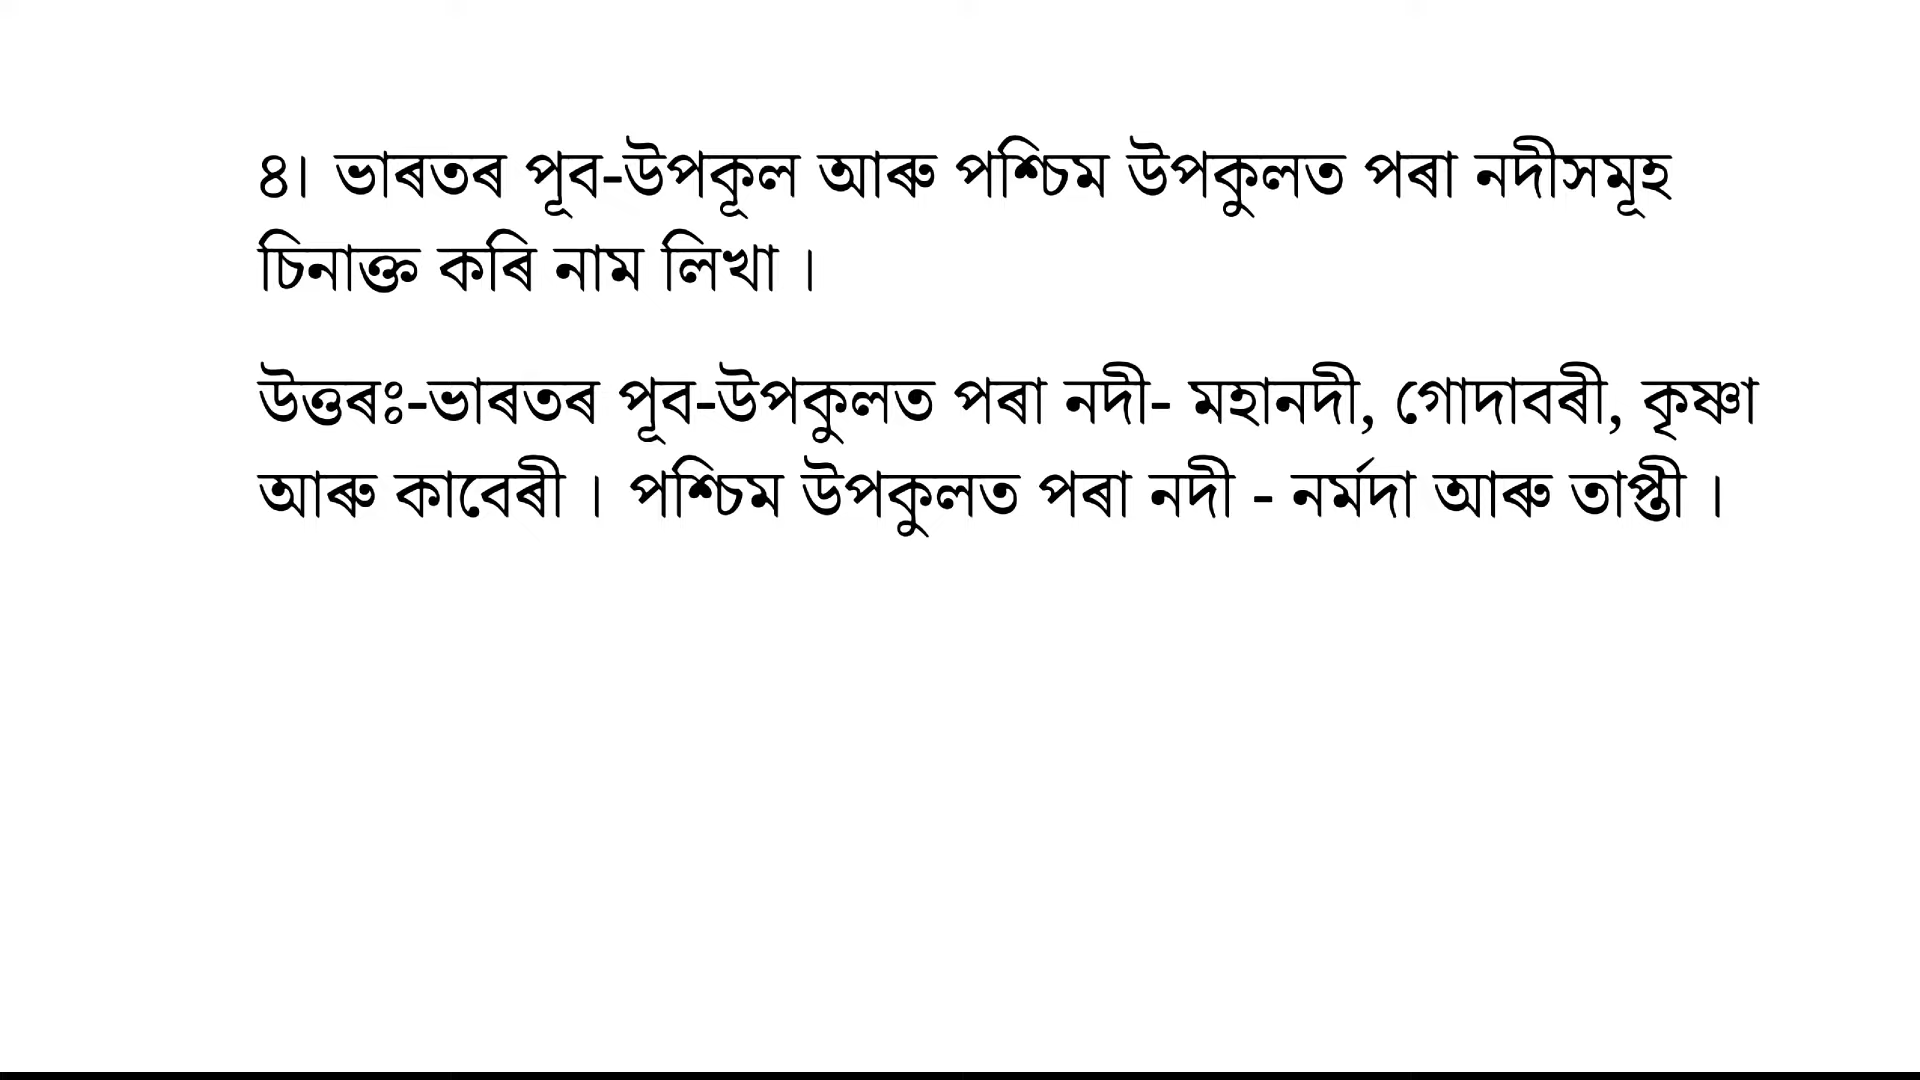 ৪। ভাৰতৰ পূব-উপকূল আৰু পশ্চিম উপকুলত পৰা নদীসমূহ
চিনাক্ত কৰি নাম লিখা ।
উত্তৰঃ-ভাৰতৰ পূব-উপকুলত পৰা নদী- মহানদী, গোদাবৰী, কৃষ্ণা
আৰু কাবেৰী । পশ্চিম উপকুলত পৰা নদী - নৰ্মদা আৰু তাপ্তী ।